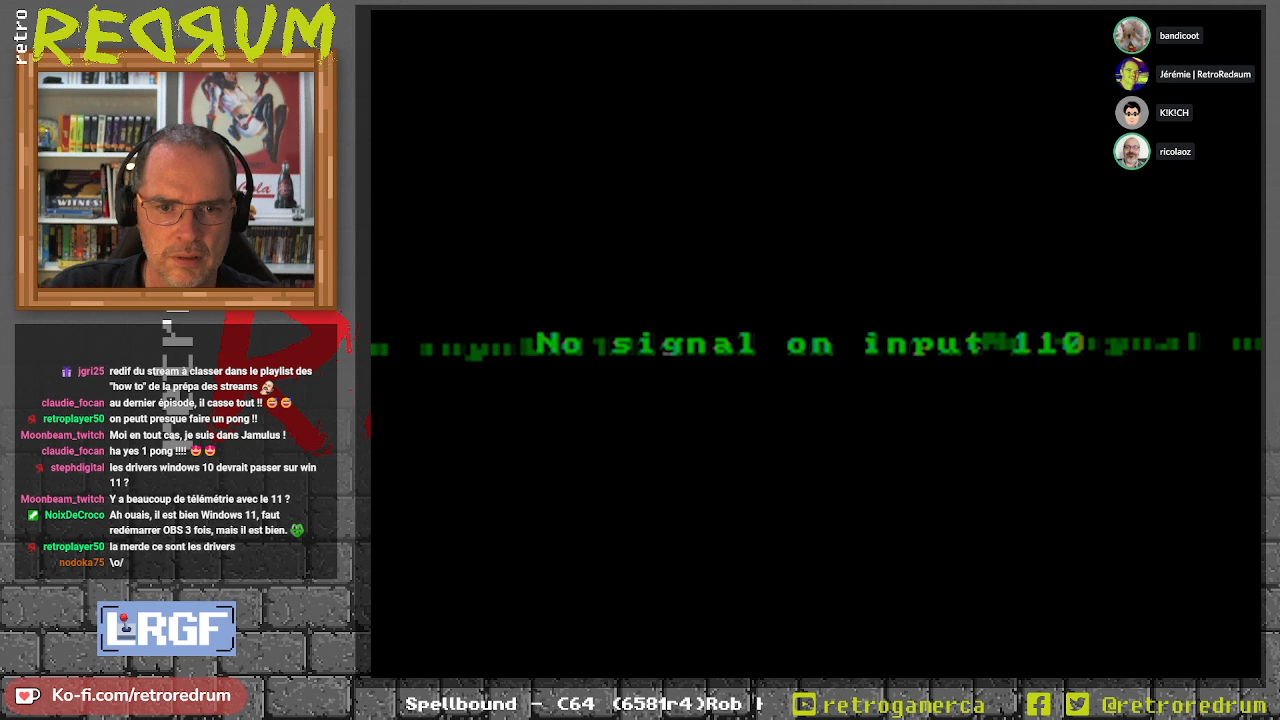 retro
REDRUM
bandicoot
Jérémie | RetroRedrum
K!K!CH
ricolaoz
WITNESS
No signal on input 110
jgri25 redif du stream à classer dans le playlist des
"how to" de la prépa des streams
claudie_focan au dernier épisode, il casse tout !! 😅 😅
retroplayer50 on peutt presque faire un pong !!
Moonbeam_twitch Moi en tout cas, je suis dans Jamulus !
claudie_focan ha yes 1 pong !!!! 🤩 🤩
stephdigital les drivers windows 10 devrait passer sur win
11 ?
Moonbeam_twitch Y a beaucoup de télémétrie avec le 11 ?
NoixDeCroco Ah ouais, il est bien Windows 11, faut
redémarrer OBS 3 fois, mais il est bien.
retroplayer50 la merde ce sont les drivers
nodoka75 \o/
LRGF
Ko-fi.com/retroredrum
Spellbound - C64 (6581r4)Rob
retrogamerca
@retroredrum